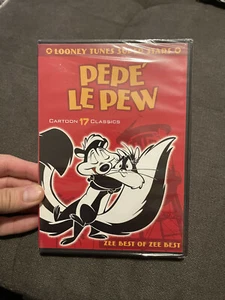 LOONEY TUNES SUPER STARS
PEPÉ
LE PEW
CARTOON 17 CLASSICS
ZEE BEST OF ZEE BEST